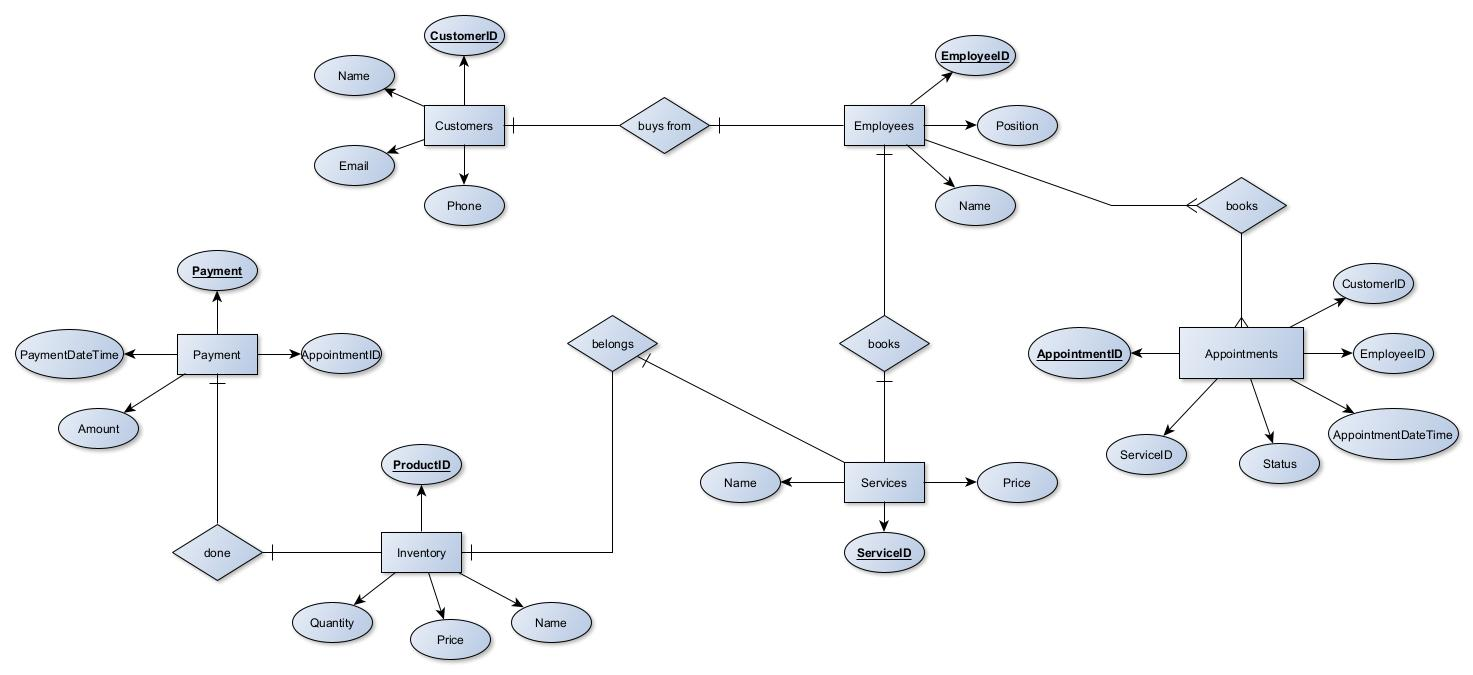 CustomerID
Name
EmployeeID
Customers
buys from
Employees
Position
Email
Phone
Name
books
Payment
CustomerID
PaymentDateTime
Payment
AppointmentID
belongs
books
AppointmentID
Appointments
EmployeeID
Amount
AppointmentDateTime
ServiceID
Status
ProductID
Name
Services
Price
done
Inventory
ServiceID
Quantity
Price
Name